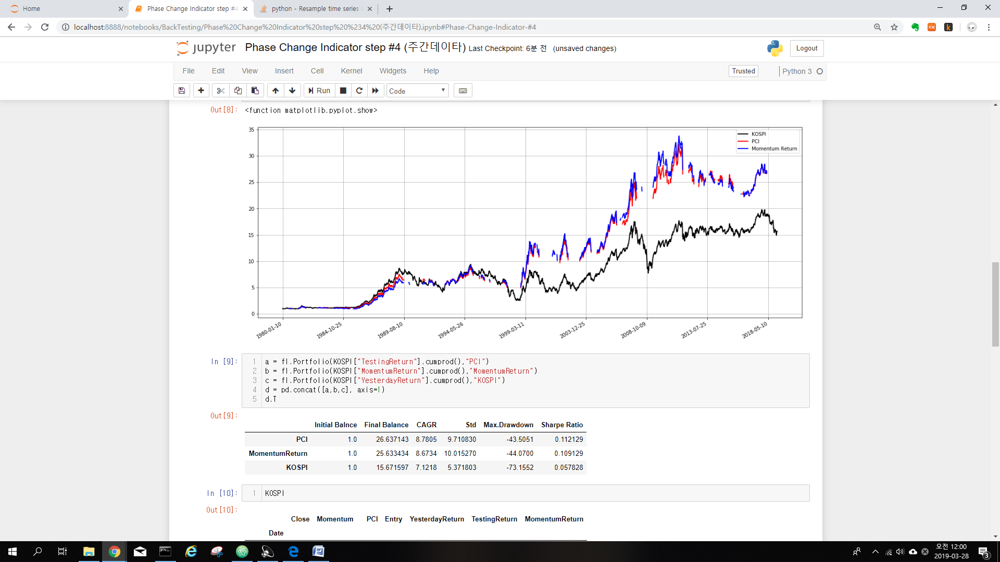 Home
Phase Change Indicator step #4
python - Resample time series
localhost:8888/notebooks/BackTesting/Phase%20Change%20Indicator%20step%20%234%20(주간데이타).ipynb#Phase-Change-Indicator-#4
jupyter Phase Change Indicator step #4 (주간데이타) Last Checkpoint: 6분 전 (unsaved changes)
Logout
File Edit View Insert Cell Kernel Widgets Help
Trusted
Python 3
Run
Code
Out[8]: <function matplotlib.pyplot.show>
35
30
25
20
15
10
5
0
KOSPI
PCI
Momentum Return
1980-01-10
1984-10-25
1989-08-10
1994-05-26
1999-03-11
2003-12-25
2008-10-09
2013-07-25
2018-05-10
In [9]:
1 a = fl.Portfolio(KOSPI["TestingReturn"].cumprod(),"PCI")
2 b = fl.Portfolio(KOSPI["MomentumReturn"].cumprod(),"MomentumReturn")
3 c = fl.Portfolio(KOSPI["YesterdayReturn"].cumprod(),"KOSPI")
4 d = pd.concat([a,b,c], axis=1)
5 d.T
Out[9]:
Initial Balnce Final Balance CAGR Std Max.Drawdown Sharpe Ratio
PCI 1.0 26.637143 8.7805 9.710830 -43.5051 0.112129
MomentumReturn 1.0 25.633434 8.6734 10.015270 -44.0700 0.109129
KOSPI 1.0 15.671597 7.1218 5.371803 -73.1552 0.057828
In [10]: 1 KOSPI
Out[10]:
Close Momentum PCI Entry YesterdayReturn TestingReturn MomentumReturn
Date
오전 12:00
2019-03-28
3